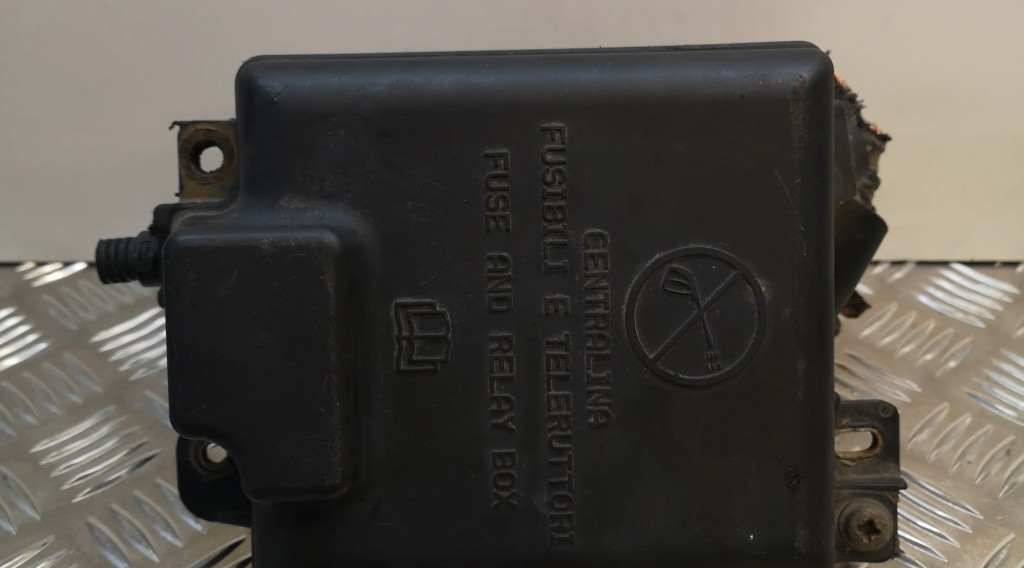 CENTRALINA
FUSIBILI E TELERUTTORI
FUSE AND RELAY BOX